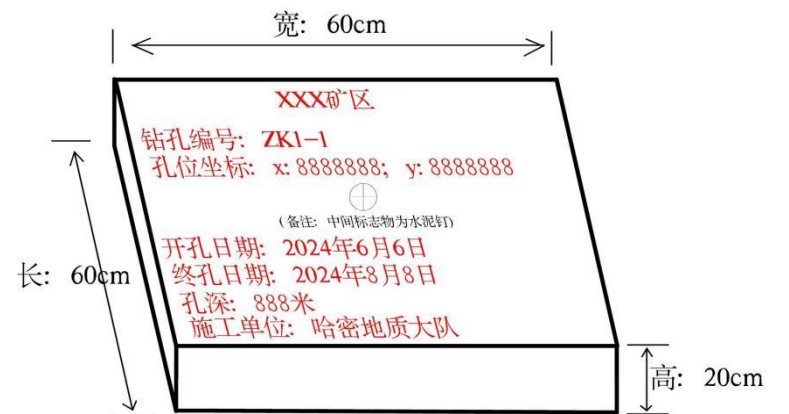 宽: 60cm
XXX矿区
钻孔编号: ZK1-1
孔位坐标: x: 8888888; y: 8888888
(备注: 中间标志物为水泥钉)
开孔日期: 2024年6月6日
长: 60cm
终孔日期: 2024年8月8日
孔深: 888米
施工单位: 哈密地质大队
高: 20cm